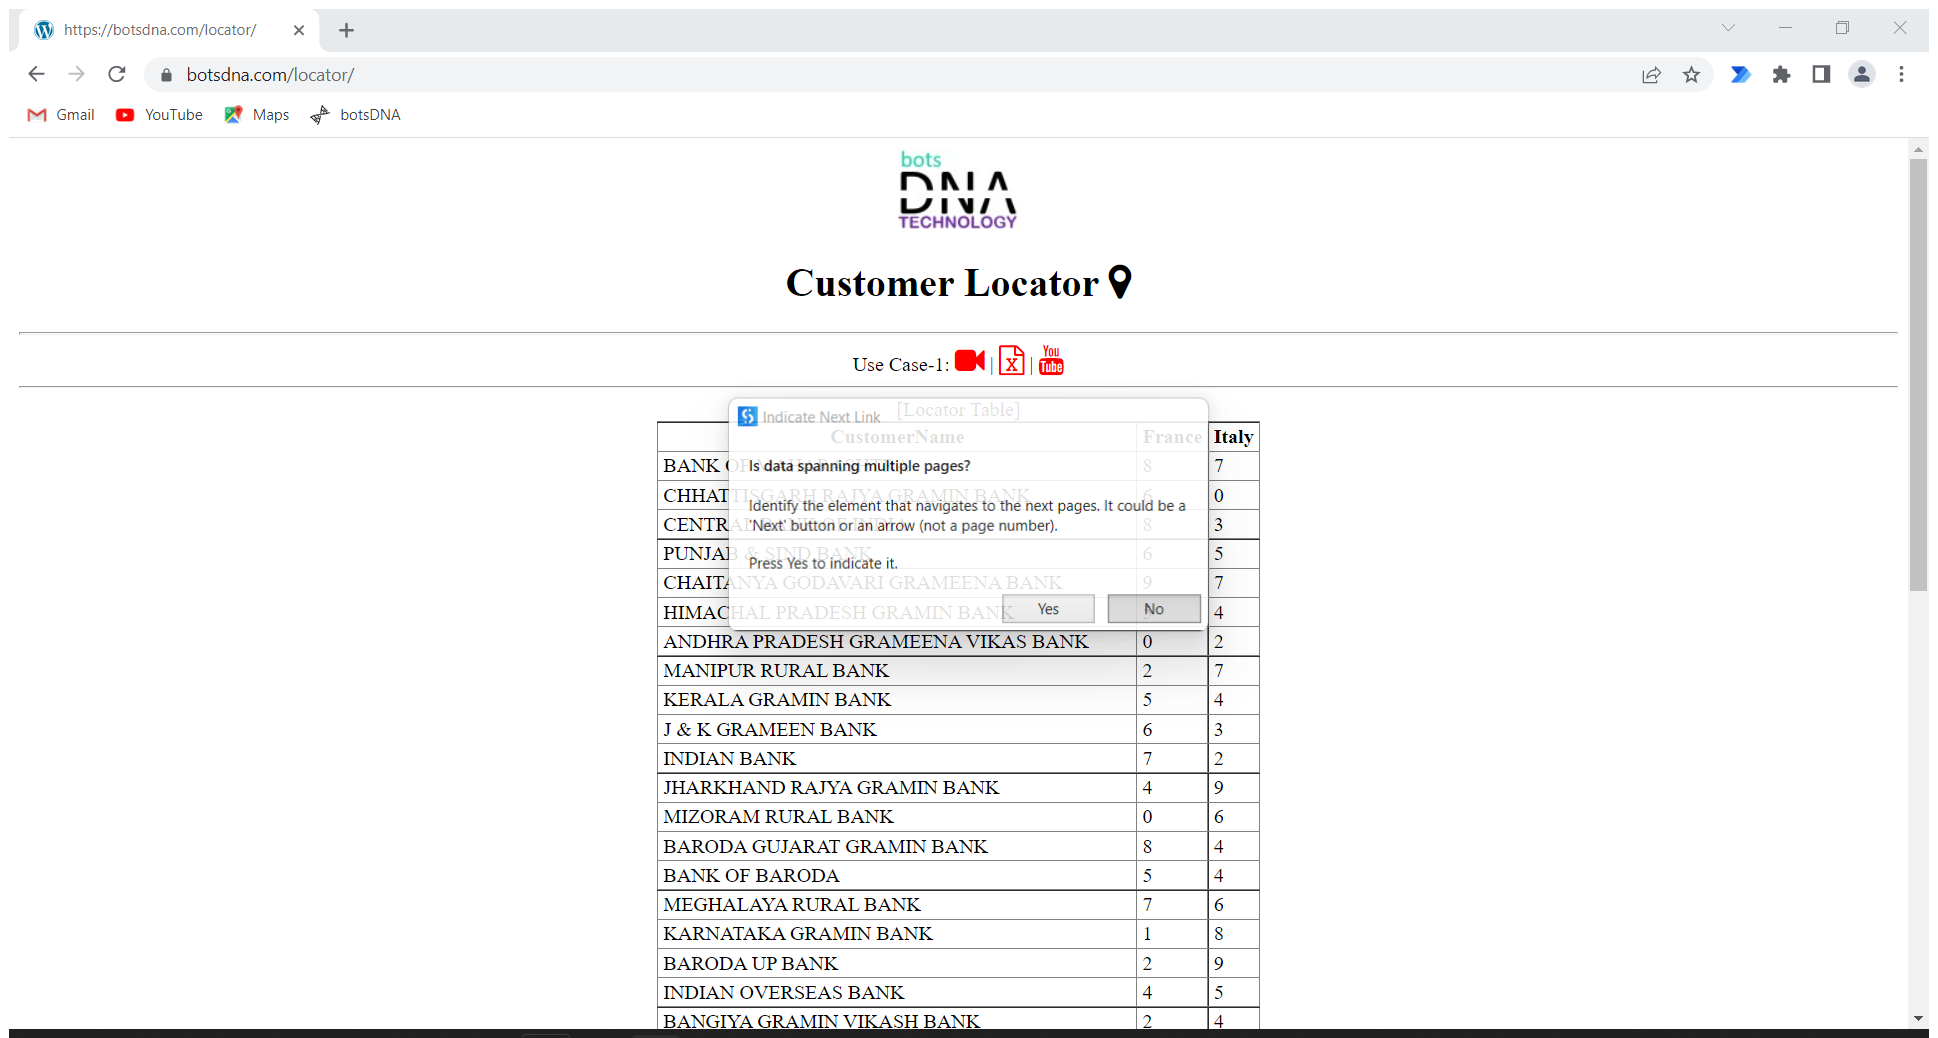 https://botsdna.com/locator/
botsdna.com/locator/
Gmail YouTube Maps botsDNA
bots
DNA
TECHNOLOGY
Customer Locator
Use Case-1: | X | You Tube
[Locator Table]
Indicate Next Link
CustomerName France Italy
Is data spanning multiple pages?
Identify the element that navigates to the next pages. It could be a
'Next' button or an arrow (not a page number).
Press Yes to indicate it.
Yes No
BANK OF MAHARASHTRA 8 7
CHHATTISGARH RAJYA GRAMIN BANK 6 0
CENTRAL BANK OF INDIA 8 3
PUNJAB & SIND BANK 6 5
CHAITANYA GODAVARI GRAMEENA BANK 9 7
HIMACHAL PRADESH GRAMIN BANK 4
ANDHRA PRADESH GRAMEENA VIKAS BANK 0 2
MANIPUR RURAL BANK 2 7
KERALA GRAMIN BANK 5 4
J & K GRAMEEN BANK 6 3
INDIAN BANK 7 2
JHARKHAND RAJYA GRAMIN BANK 4 9
MIZORAM RURAL BANK 0 6
BARODA GUJARAT GRAMIN BANK 8 4
BANK OF BARODA 5 4
MEGHALAYA RURAL BANK 7 6
KARNATAKA GRAMIN BANK 1 8
BARODA UP BANK 2 9
INDIAN OVERSEAS BANK 4 5
BANGIYA GRAMIN VIKASH BANK 2 4